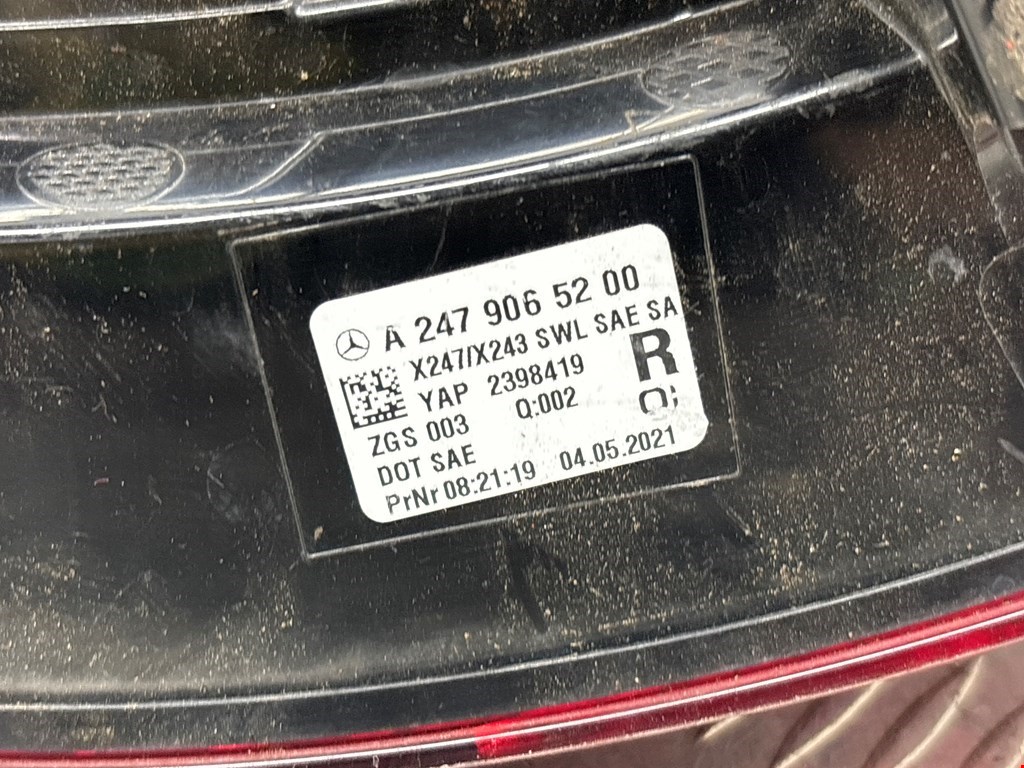 A 247 906 52 00
X247/X243 SWL SAE SA
YAP 2398419
R
ZGS 003 Q:002
DOT SAE
PrNr 08:21:19 04.05.2021